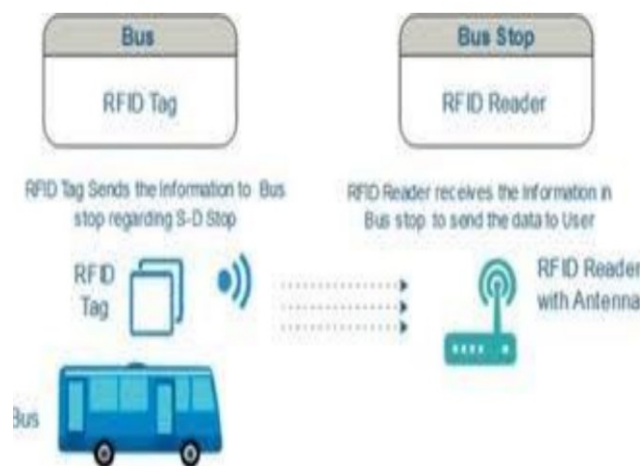 Bus
Bus Stop
RFID Tag
RFID Reader
RFID Tag Sends the Information to Bus
stop regarding S-D Stop
RFID Reader receives the Information in
Bus stop to send the data to User
RFID
Tag
RFID Reader
with Antenna
Bus